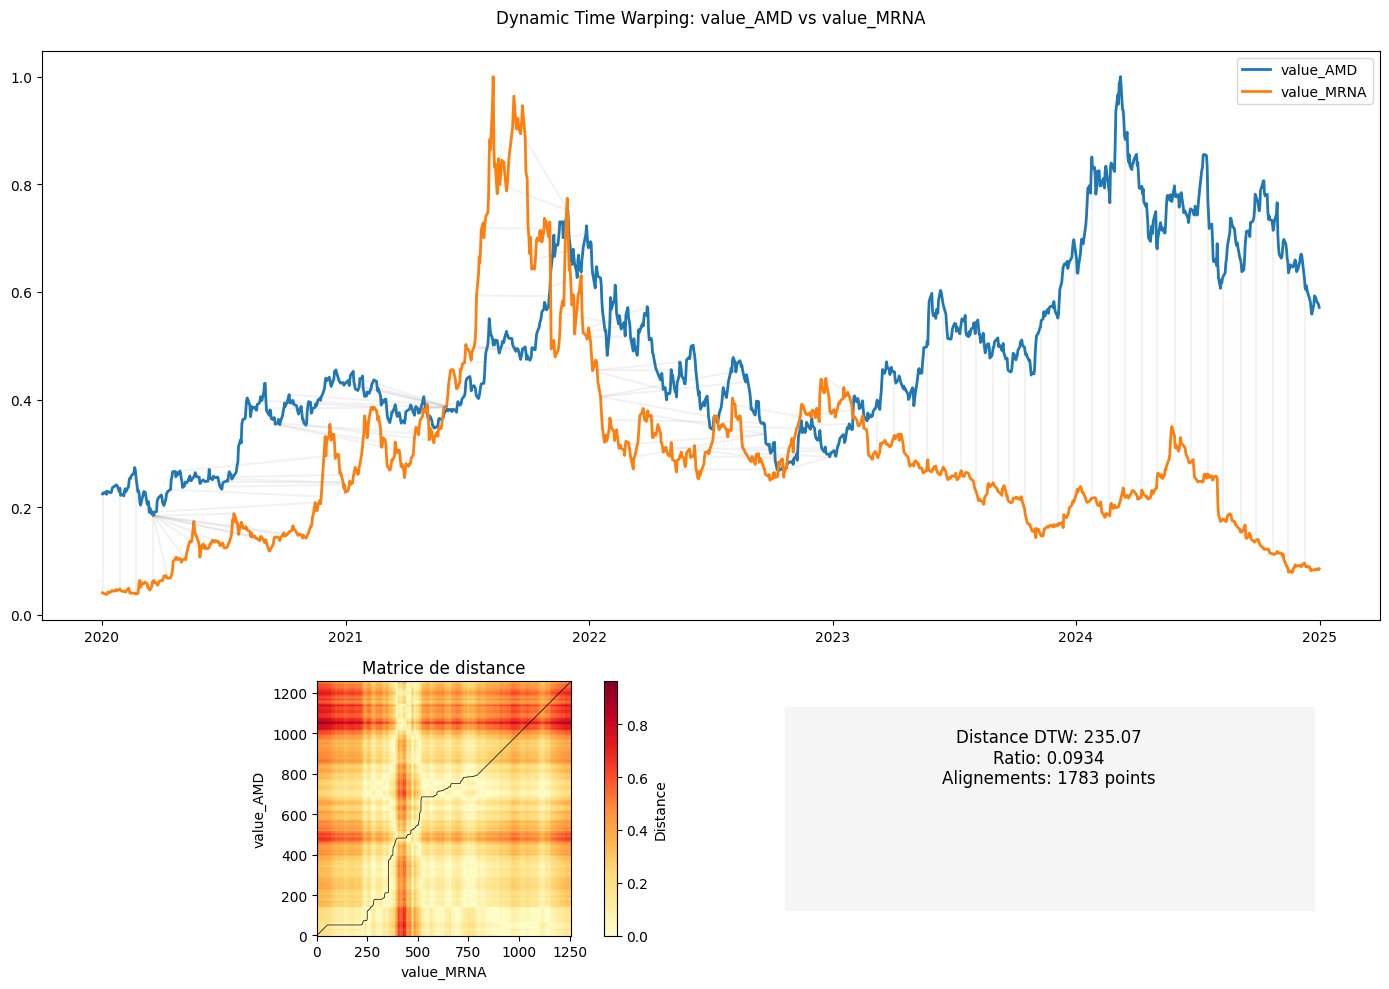 Dynamic Time Warping: value_AMD vs value_MRNA
value_AMD
value_MRNA
1.0
0.8
0.6
0.4
0.2
0.0
2020 2021 2022 2023 2024 2025
Matrice de distance
value_AMD
1200
1000
800
600
400
200
0
0 250 500 750 1000 1250
value_MRNA
0.8
0.6
0.4
0.2
0.0
Distance
Distance DTW: 235.07
Ratio: 0.0934
Alignements: 1783 points